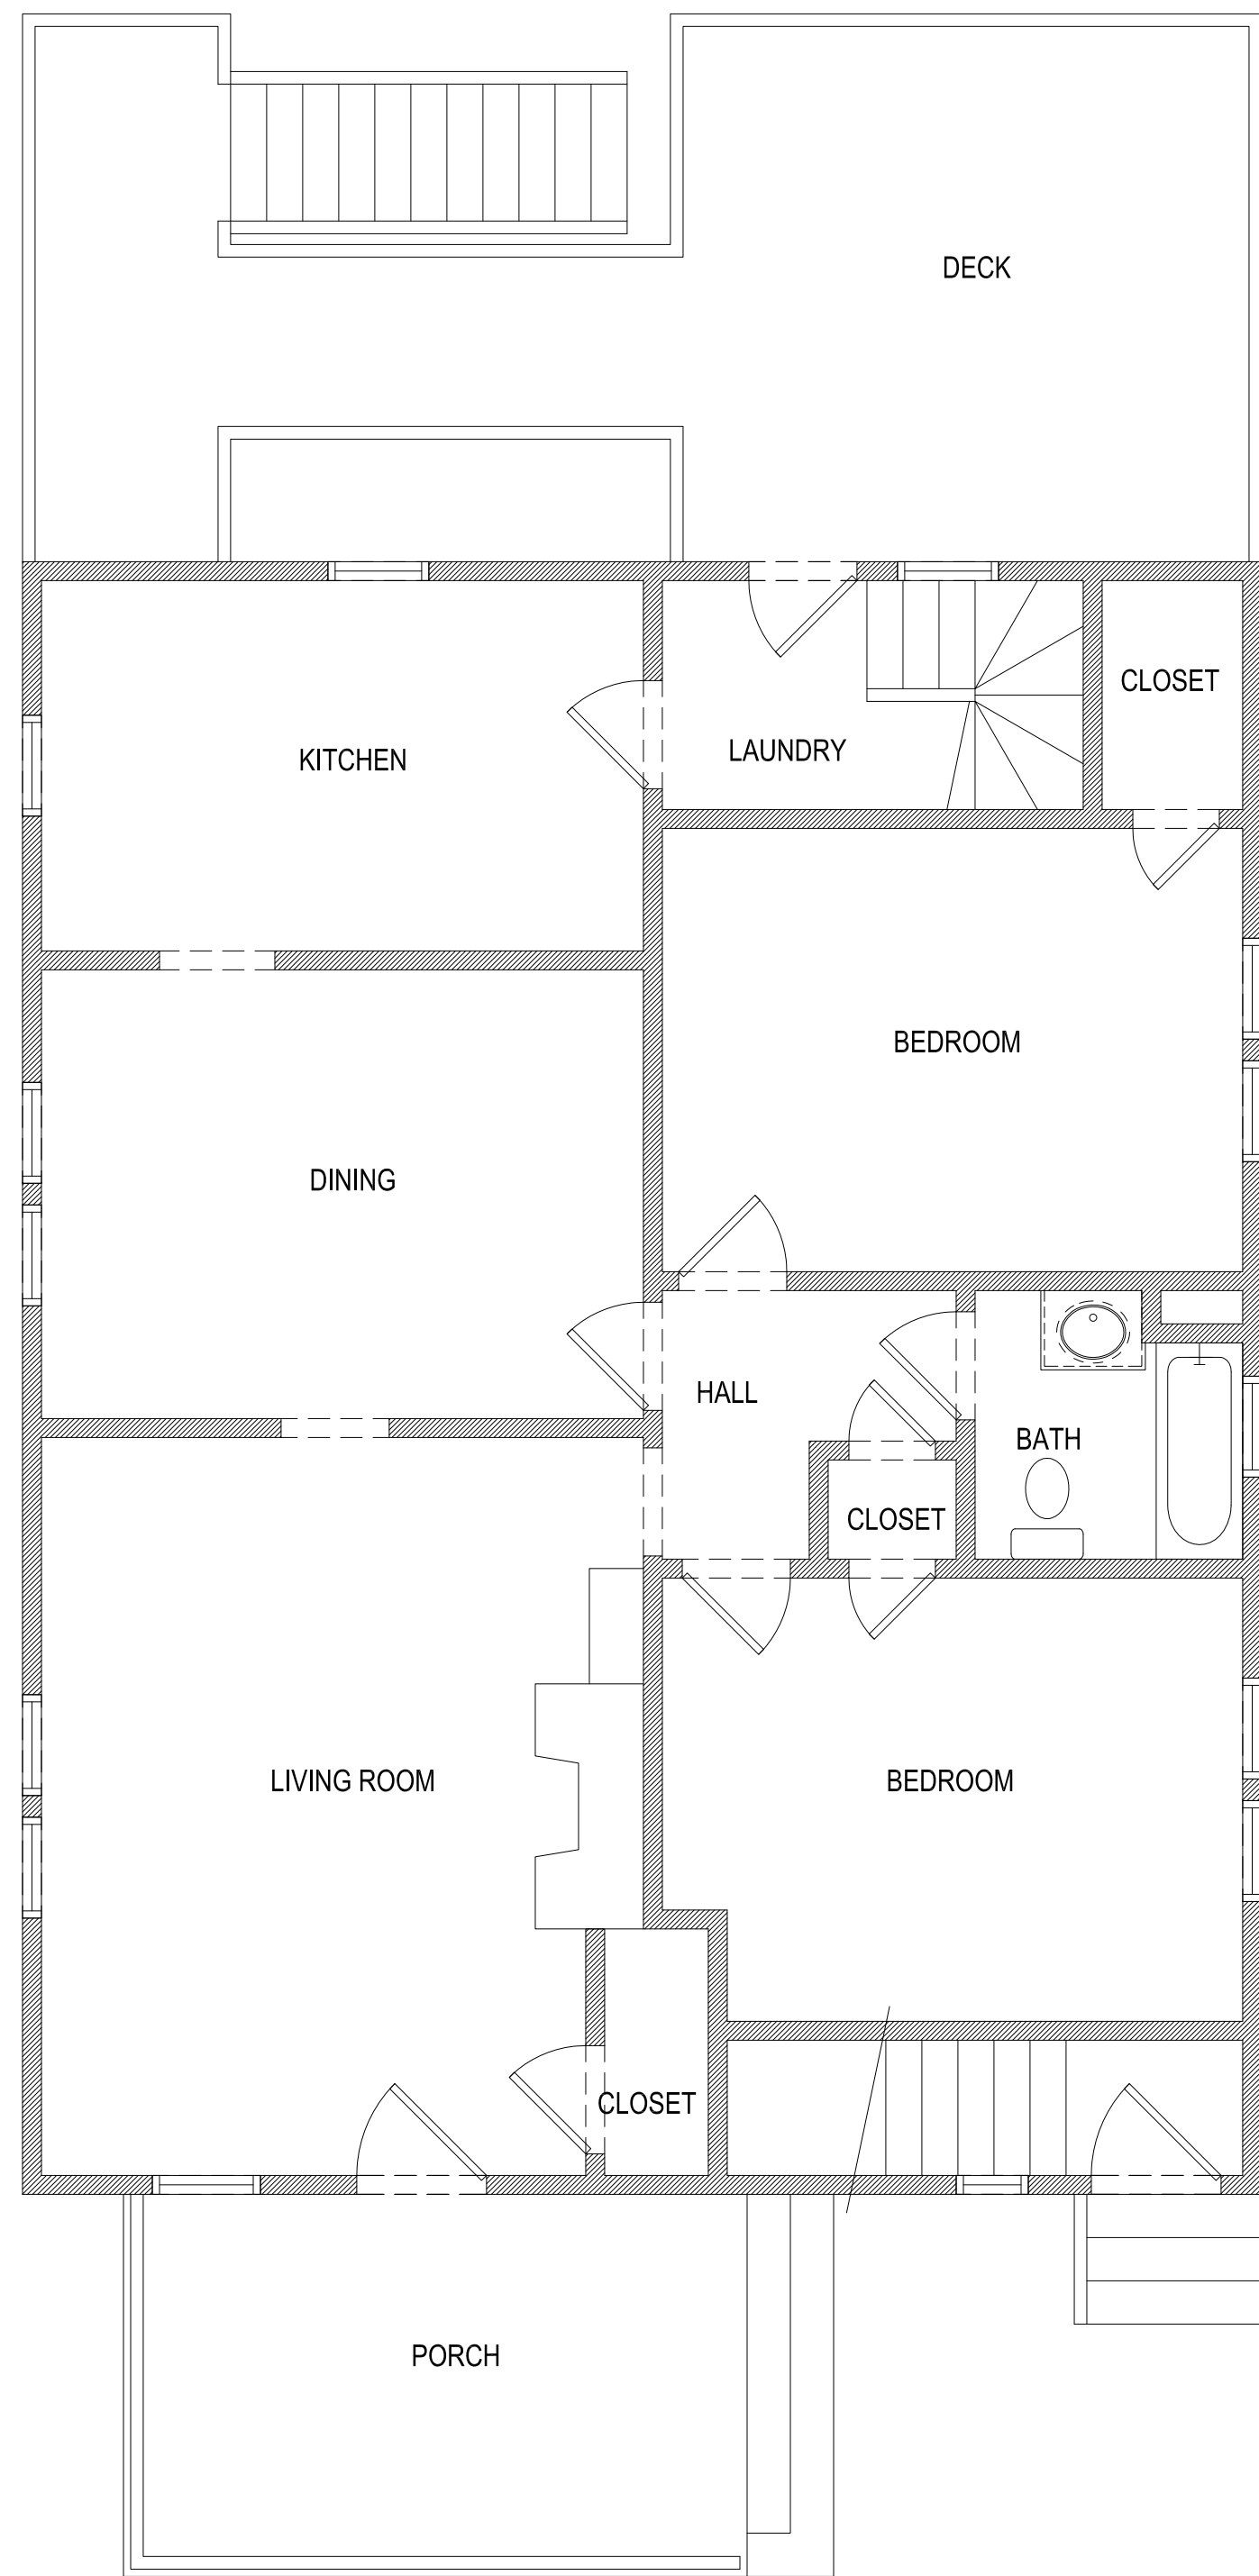 DECK
CLOSET
KITCHEN
LAUNDRY
BEDROOM
DINING
HALL
BATH
CLOSET
LIVING ROOM
BEDROOM
CLOSET
PORCH